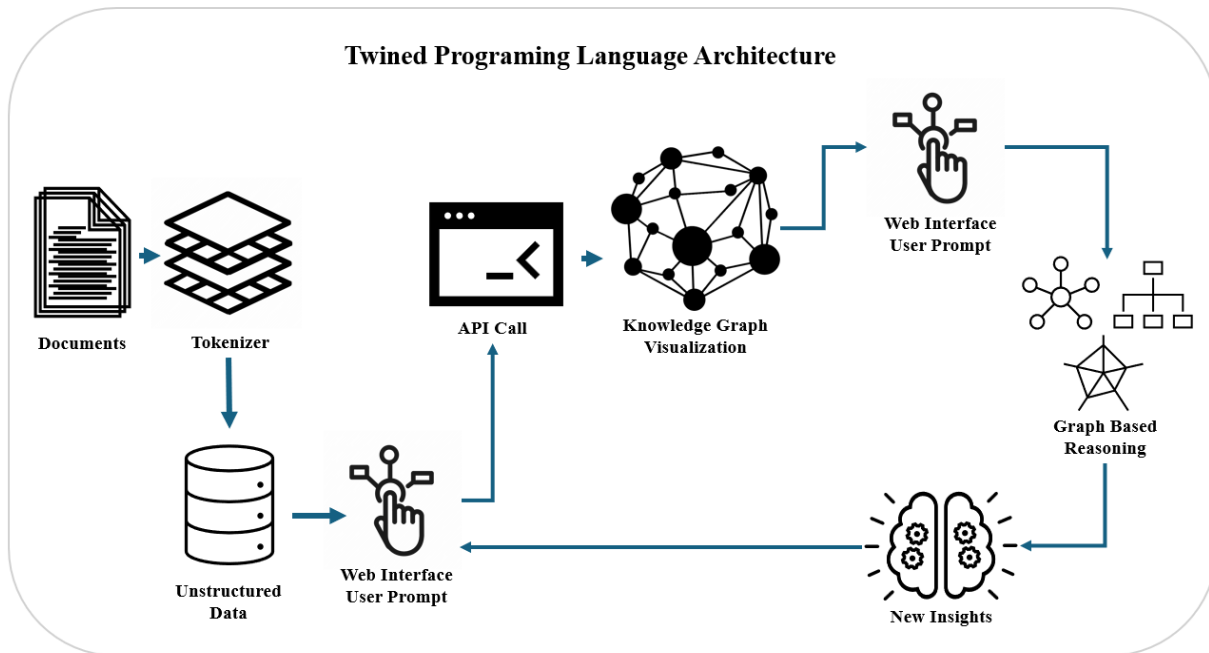 Twined Programing Language Architecture
Documents
Tokenizer
Unstructured
Data
Web Interface
User Prompt
API Call
Knowledge Graph
Visualization
Web Interface
User Prompt
Graph Based
Reasoning
New Insights